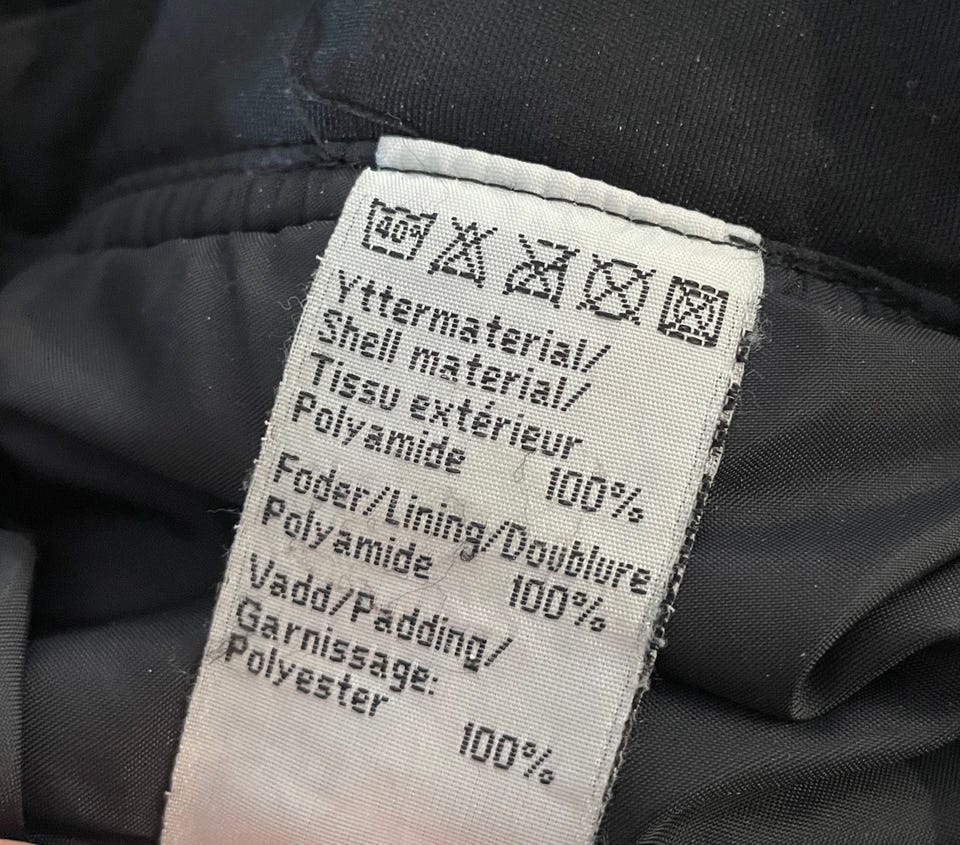 40°
Yttermaterial/
Shell material/
Tissu extérieur
Polyamide 100%
Foder/Lining/Doublure
Polyamide 100%
Vadd/Padding/
Garnissage:
Polyester
100%